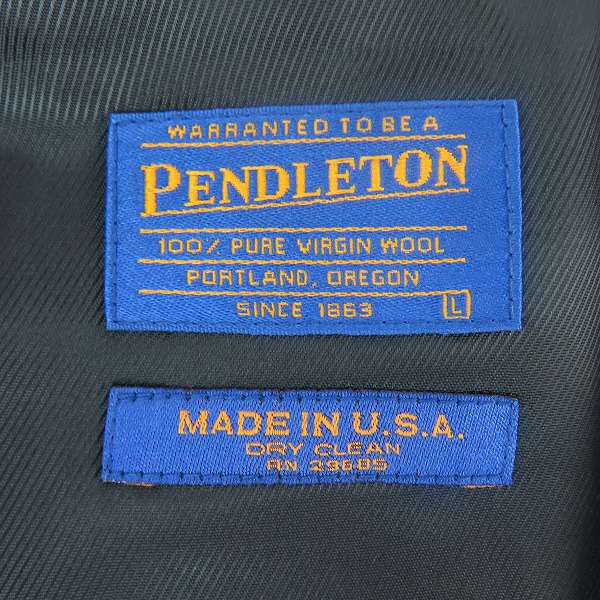 WARRANTED TO BE A
PENDLETON
100% PURE VIRGIN WOOL
PORTLAND, OREGON
SINCE 1863 L
MADE IN U.S.A.
DRY CLEAN
RN 29685